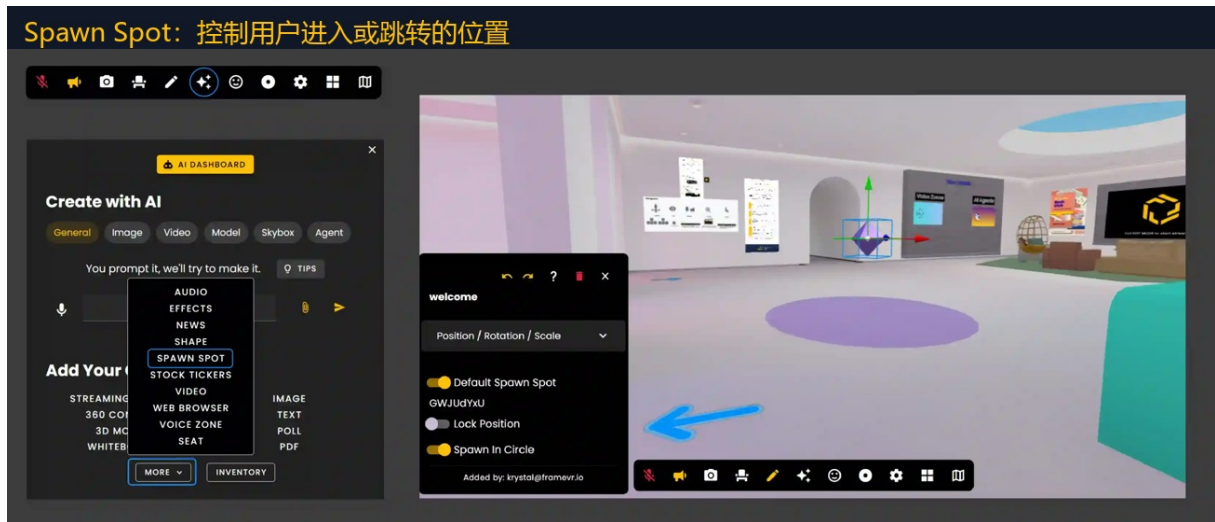 Spawn Spot：控制用户进入或跳转的位置
AI DASHBOARD
Create with AI
General Image Video Model Skybox Agent
You prompt it, we'll try to make it. TIPS
AUDIO
EFFECTS
NEWS
SHAPE
SPAWN SPOT
STOCK TICKERS
VIDEO
WEB BROWSER
VOICE ZONE
SEAT
Add Your
STREAMING
360 CO
3D MO
WHITEB
IMAGE
TEXT
POLL
PDF
MORE INVENTORY
welcome
Position / Rotation / Scale
Default Spawn Spot
GWJUdYxU
Lock Position
Spawn In Circle
Added by: krystal@framevr.io